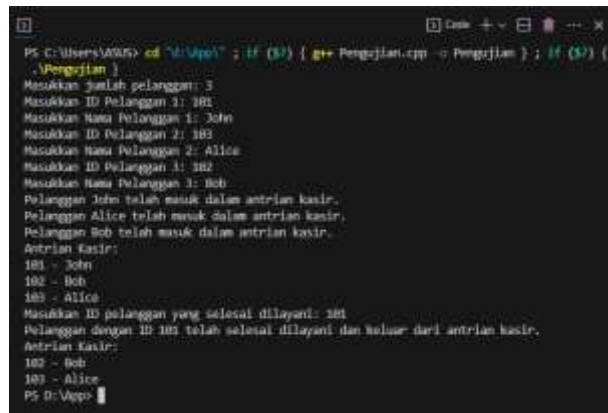 Code
PS C:\Users\ASUS> cd "d:\App\" ; if ($?) { g++ Pengujian.cpp -o Pengujian } ; if ($?) {
.\Pengujian }
Masukkan jumlah pelanggan: 3
Masukkan ID Pelanggan 1: 101
Masukkan Nama Pelanggan 1: John
Masukkan ID Pelanggan 2: 103
Masukkan Nama Pelanggan 2: Alice
Masukkan ID Pelanggan 3: 102
Masukkan Nama Pelanggan 3: Bob
Pelanggan John telah masuk dalam antrian kasir.
Pelanggan Alice telah masuk dalam antrian kasir.
Pelanggan Bob telah masuk dalam antrian kasir.
Antrian Kasir:
101 - John
102 - Bob
103 - Alice
Masukkan ID pelanggan yang selesai dilayani: 101
Pelanggan dengan ID 101 telah selesai dilayani dan keluar dari antrian kasir.
Antrian Kasir:
102 - Bob
103 - Alice
PS D:\App>